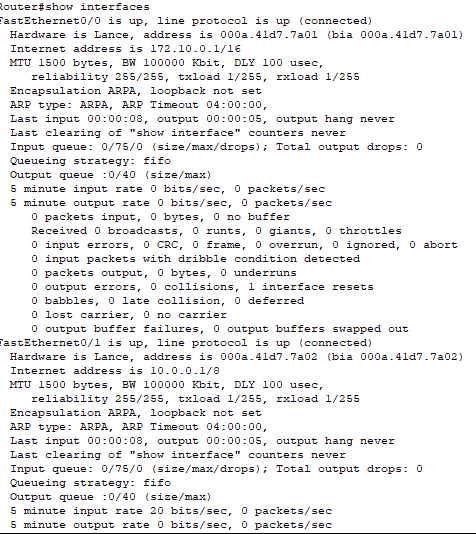 Router#show interfaces
FastEthernet0/0 is up, line protocol is up (connected)
Hardware is Lance, address is 000a.41d7.7a01 (bia 000a.41d7.7a01)
Internet address is 172.10.0.1/16
MTU 1500 bytes, BW 100000 Kbit, DLY 100 usec,
reliability 255/255, txload 1/255, rxload 1/255
Encapsulation ARPA, loopback not set
ARP type: ARPA, ARP Timeout 04:00:00,
Last input 00:00:08, output 00:00:05, output hang never
Last clearing of "show interface" counters never
Input queue: 0/75/0 (size/max/drops); Total output drops: 0
Queueing strategy: fifo
Output queue :0/40 (size/max)
5 minute input rate 0 bits/sec, 0 packets/sec
5 minute output rate 0 bits/sec, 0 packets/sec
0 packets input, 0 bytes, 0 no buffer
Received 0 broadcasts, 0 runts, 0 giants, 0 throttles
0 input errors, 0 CRC, 0 frame, 0 overrun, 0 ignored, 0 abort
0 input packets with dribble condition detected
0 packets output, 0 bytes, 0 underruns
0 output errors, 0 collisions, 1 interface resets
0 babbles, 0 late collision, 0 deferred
0 lost carrier, 0 no carrier
0 output buffer failures, 0 output buffers swapped out
FastEthernet0/1 is up, line protocol is up (connected)
Hardware is Lance, address is 000a.41d7.7a02 (bia 000a.41d7.7a02)
Internet address is 10.0.0.1/8
MTU 1500 bytes, BW 100000 Kbit, DLY 100 usec,
reliability 255/255, txload 1/255, rxload 1/255
Encapsulation ARPA, loopback not set
ARP type: ARPA, ARP Timeout 04:00:00,
Last input 00:00:08, output 00:00:05, output hang never
Last clearing of "show interface" counters never
Input queue: 0/75/0 (size/max/drops); Total output drops: 0
Queueing strategy: fifo
Output queue :0/40 (size/max)
5 minute input rate 20 bits/sec, 0 packets/sec
5 minute output rate 0 bits/sec, 0 packets/sec